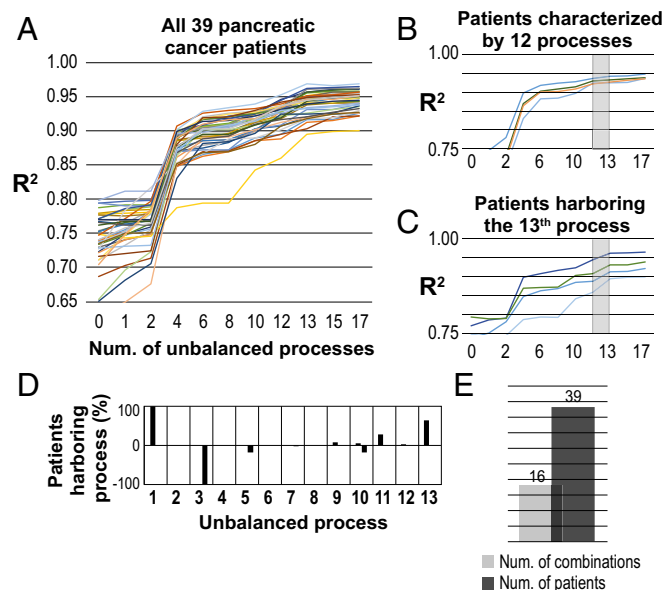 A
All 39 pancreatic
cancer patients
1.00
0.95
0.90
0.85
0.80
0.75
0.70
0.65
R²
0 1 2 4 6 8 10 12 13 15 17
Num. of unbalanced processes
B
Patients characterized
by 12 processes
1.00
R²
0.75
0 2 6 10 13 17
C
Patients harboring
the 13th process
1.00
R²
0.75
0 2 6 10 13 17
D
Patients
harboring
process (%)
100
0
-100
1 2 3 4 5 6 7 8 9 10 11 12 13
Unbalanced process
E
39
16
Num. of combinations
Num. of patients